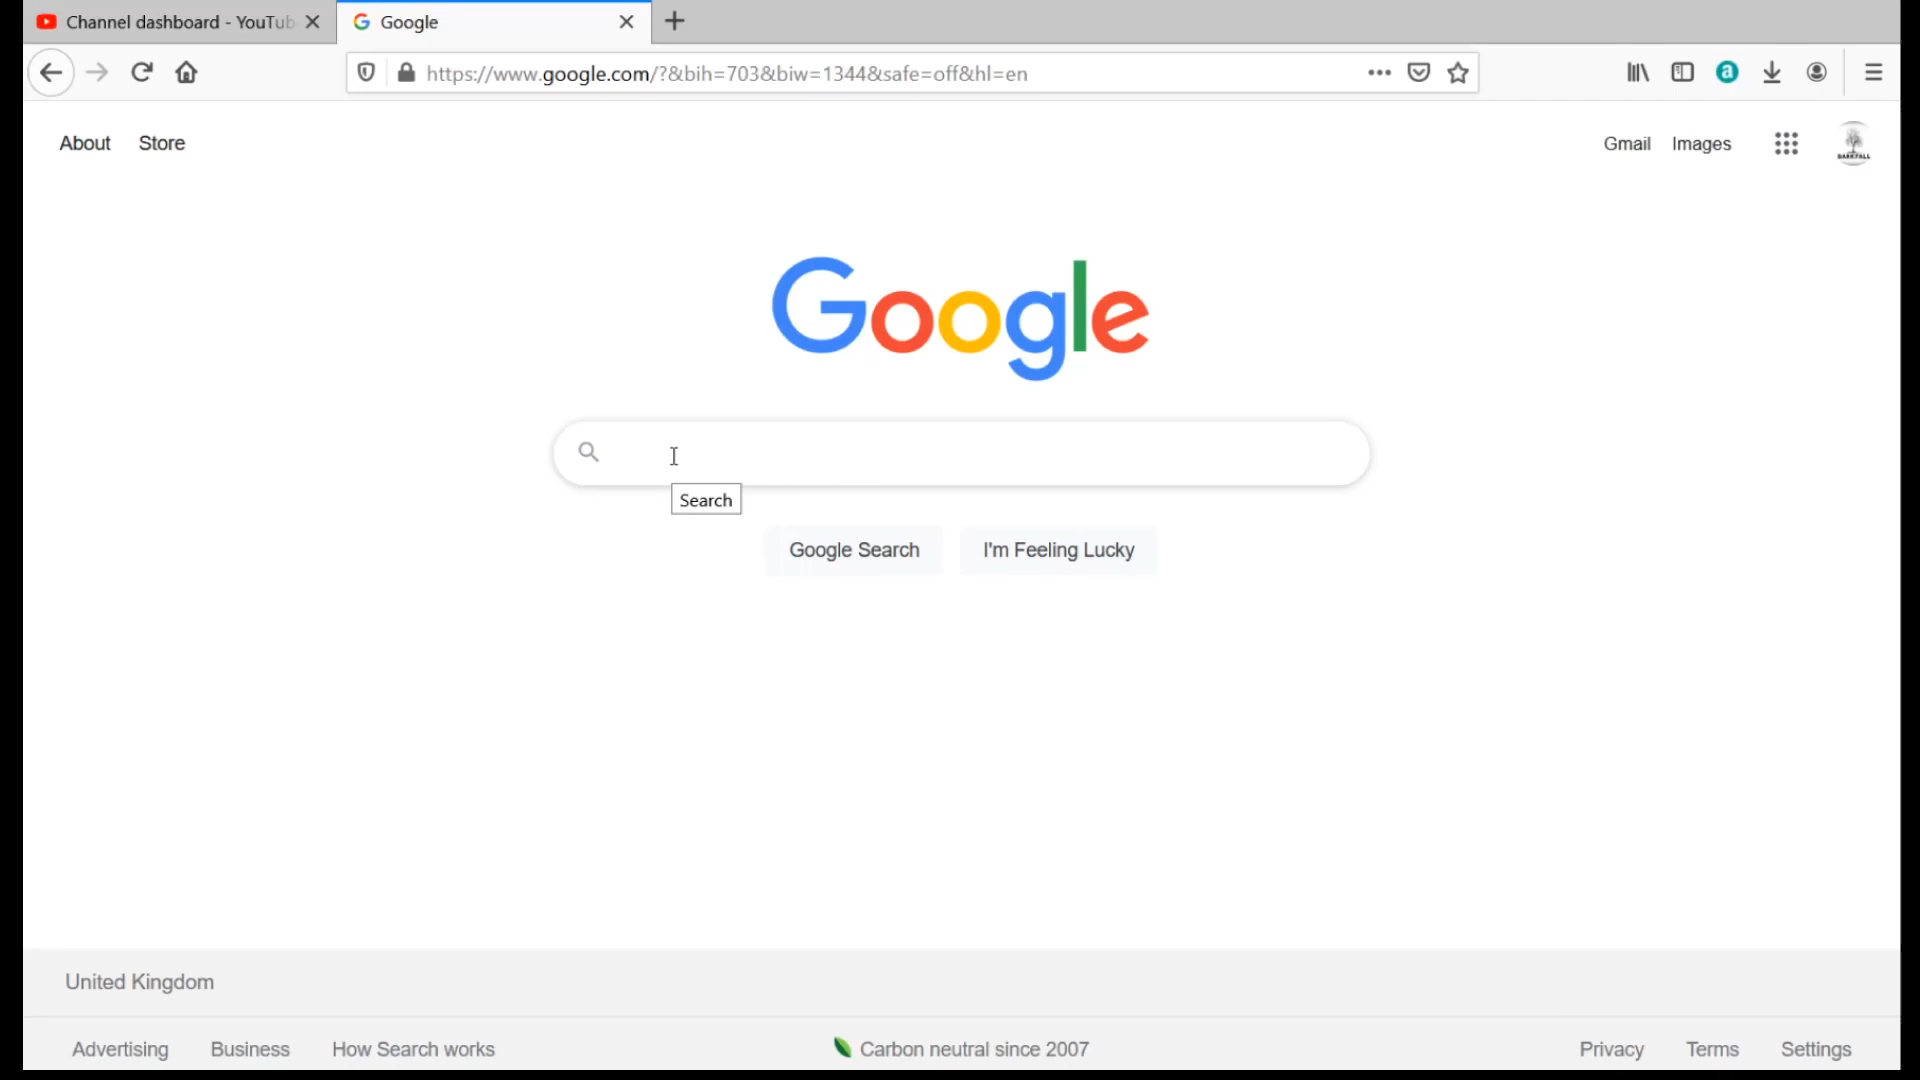 Channel dashboard - YouTub
Google
https://www.google.com/?&bih=703&biw=1344&safe=off&hl=en
About Store Gmail Images
DARKFALL
Google
Search
Google Search I'm Feeling Lucky
United Kingdom
Advertising Business How Search works Carbon neutral since 2007 Privacy Terms Settings